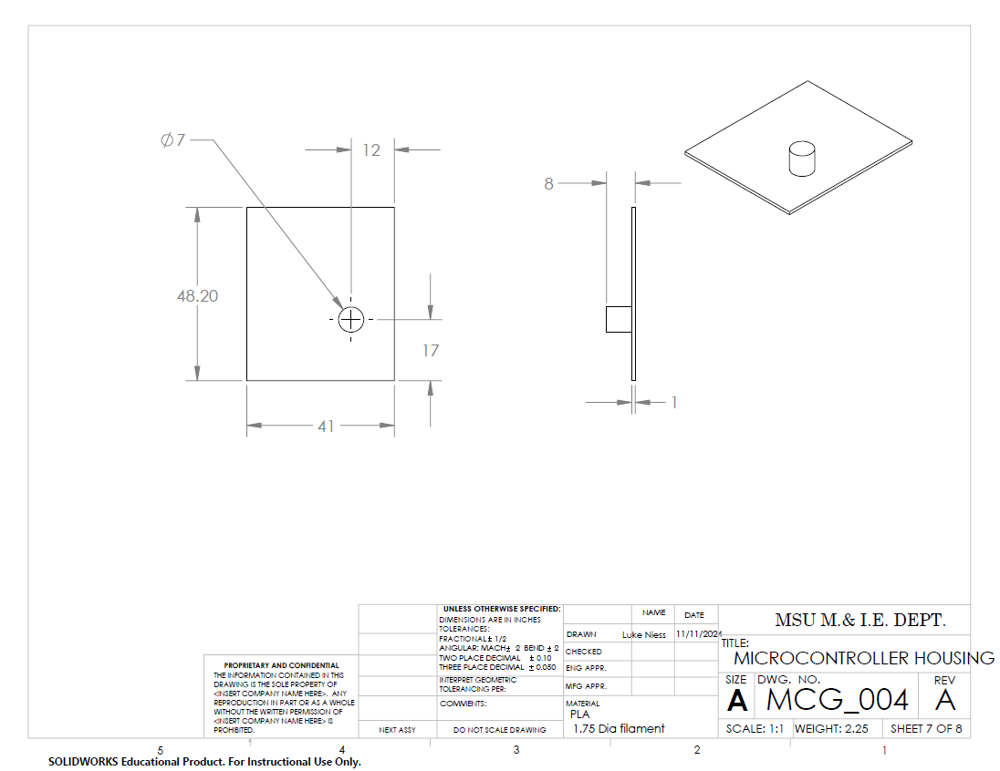 ⌀7
12
8
48.20
17
41
1
UNLESS OTHERWISE SPECIFIED:
DIMENSIONS ARE IN INCHES
TOLERANCES:
FRACTIONAL ± 1/2
ANGULAR: MACH± 2 BEND ± 2
TWO PLACE DECIMAL ± 0.10
THREE PLACE DECIMAL ± 0.050
INTERPRET GEOMETRIC
TOLERANCING PER:
COMMENTS:
DO NOT SCALE DRAWING
NEXT ASSY
NAME DATE
DRAWN Luke Niess 11/11/2024
CHECKED
ENG APPR.
MFG APPR.
MATERIAL
PLA
1.75 Dia filament
MSU M.& I.E. DEPT.
TITLE:
MICROCONTROLLER HOUSING
SIZE DWG. NO. REV
A MCG_004 A
SCALE: 1:1 WEIGHT: 2.25 SHEET 7 OF 8
PROPRIETARY AND CONFIDENTIAL
THE INFORMATION CONTAINED IN THIS
DRAWING IS THE SOLE PROPERTY OF
<INSERT COMPANY NAME HERE>. ANY
REPRODUCTION IN PART OR AS A WHOLE
WITHOUT THE WRITTEN PERMISSION OF
<INSERT COMPANY NAME HERE> IS
PROHIBITED.
5 4 3 2 1
SOLIDWORKS Educational Product. For Instructional Use Only.